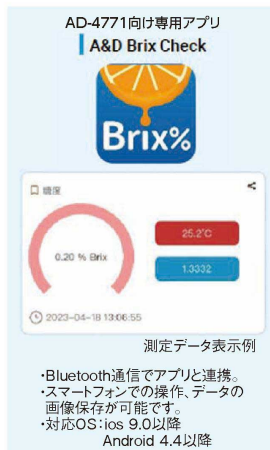 AD-4771向け専用アプリ
A&D Brix Check
Brix%
糖度
25.2°C
0.20 % Brix
1.3332
2023-04-18 13:06:55
測定データ表示例
・Bluetooth通信でアプリと連携。
・スマートフォンでの操作、データの
画像保存が可能です。
・対応OS：ios 9.0以降
Android 4.4以降